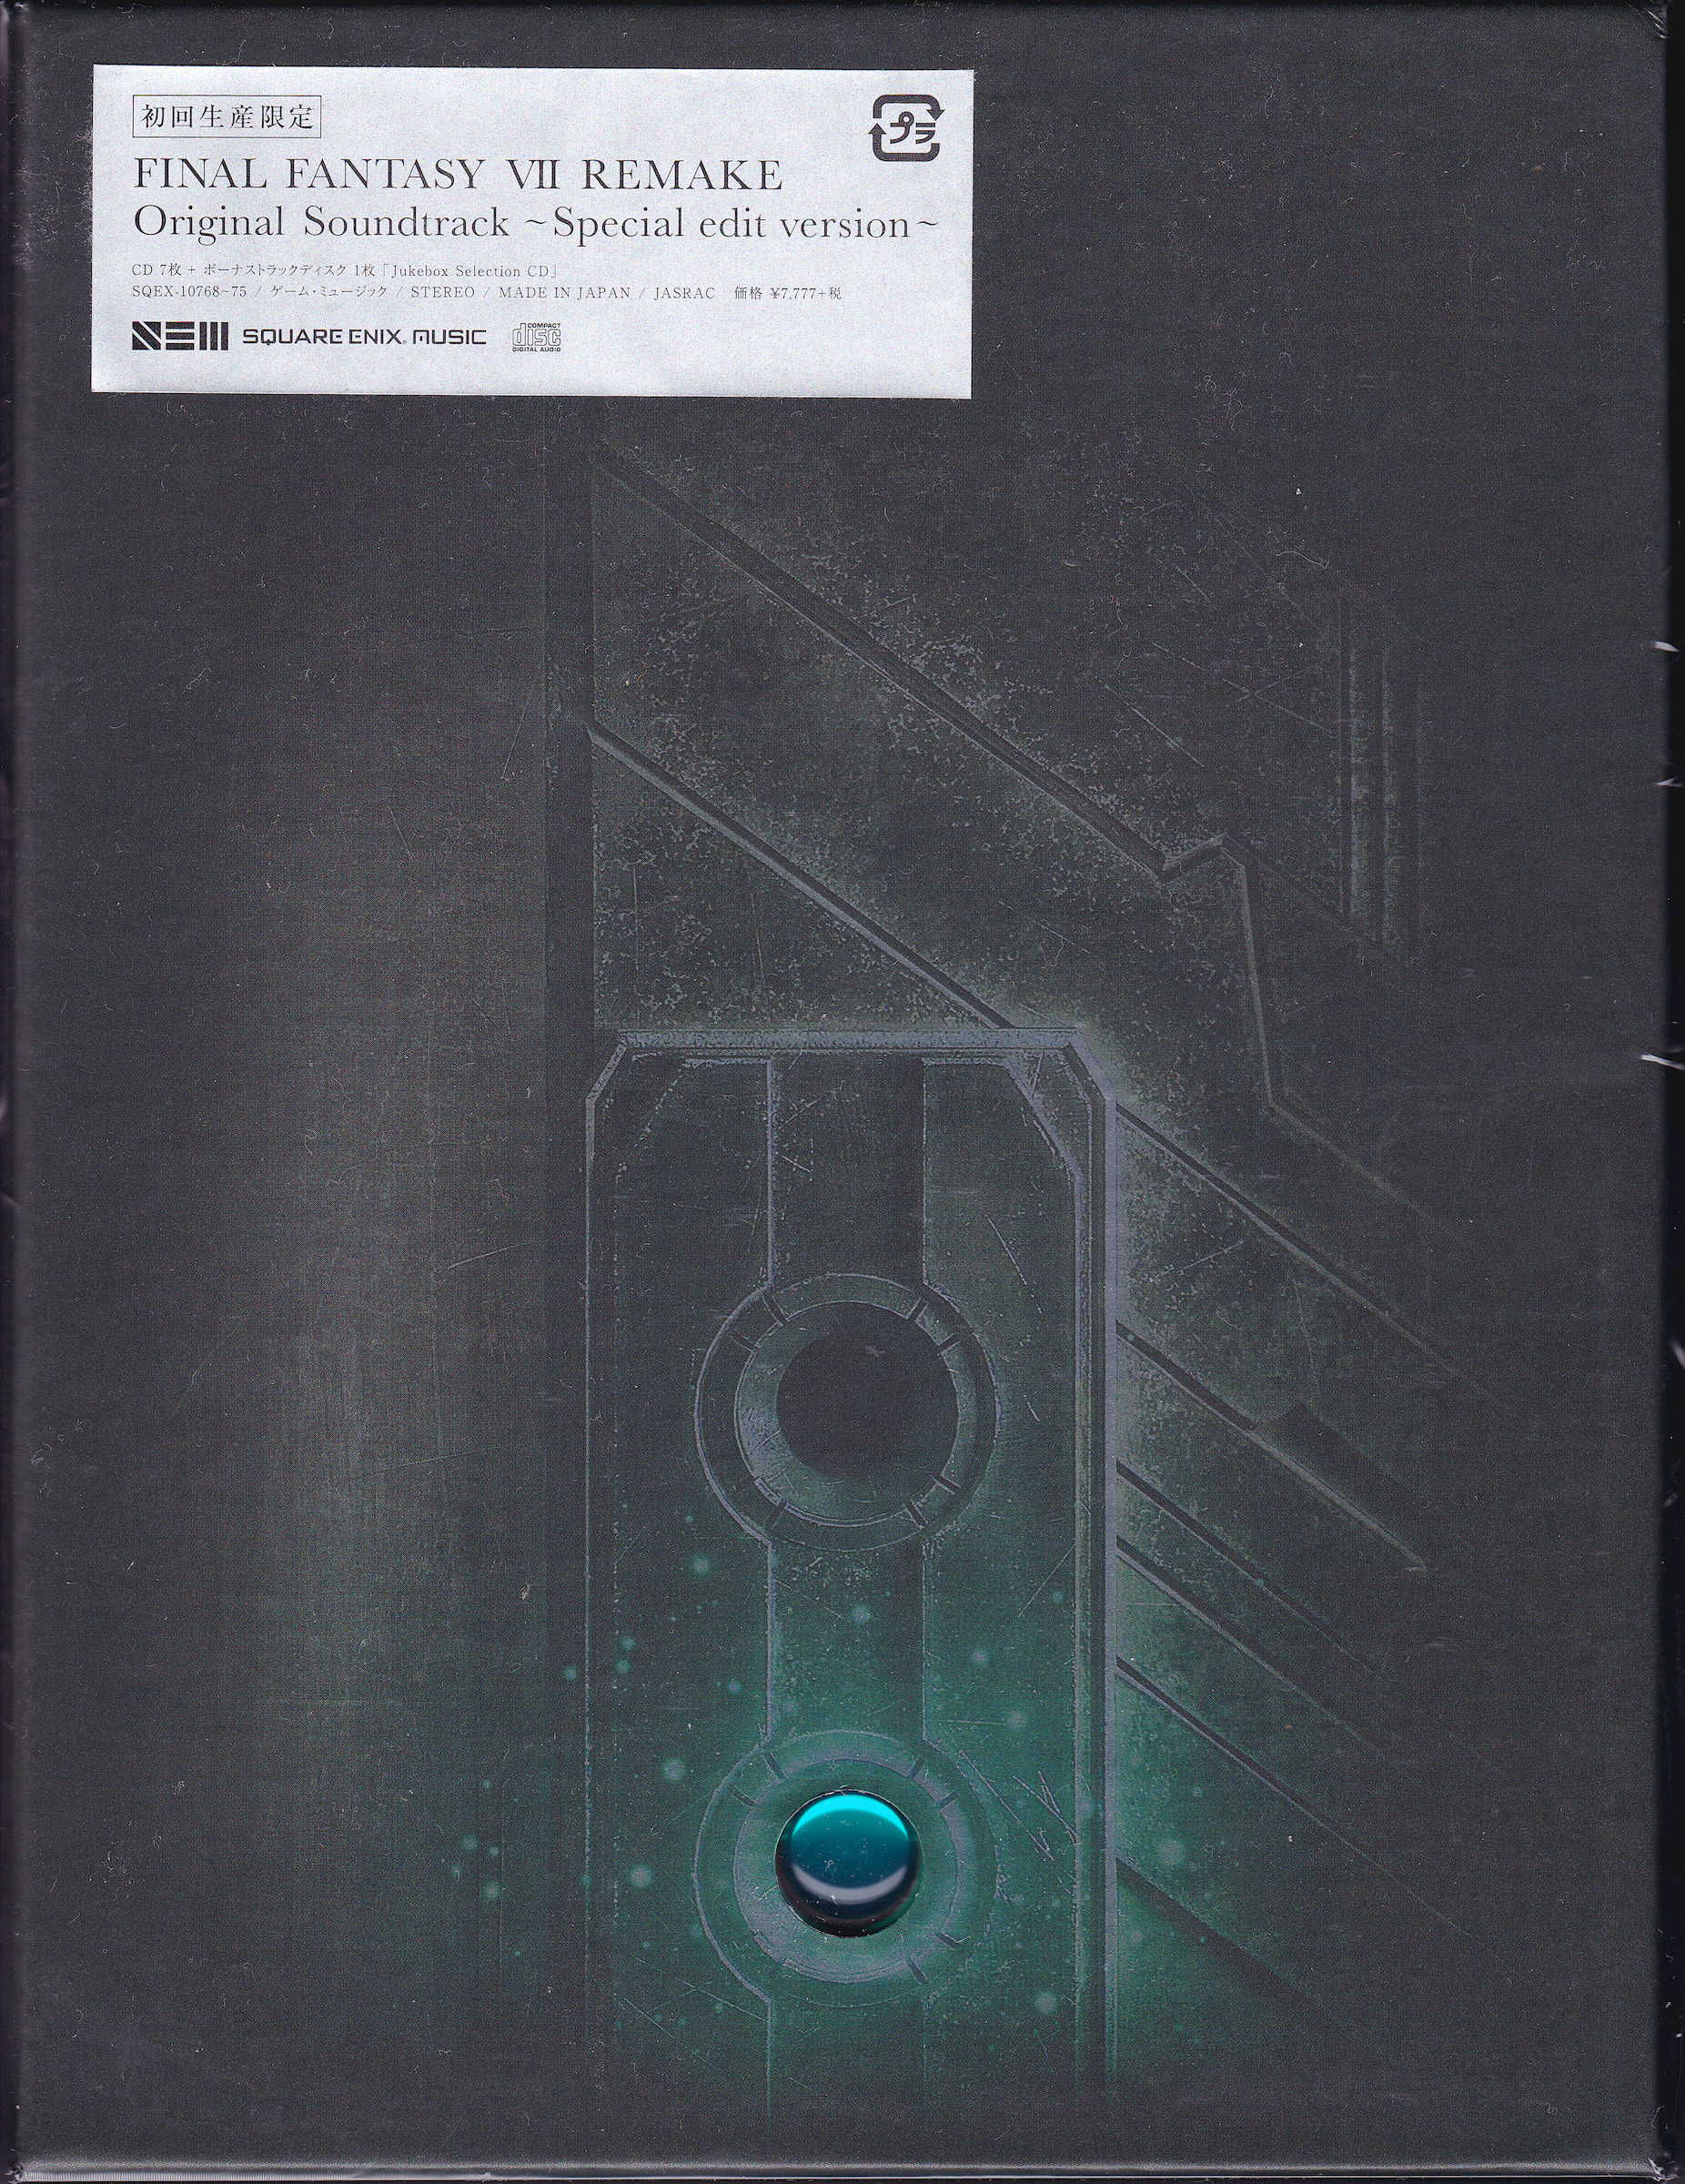 初回生産限定
プラ
FINAL FANTASY VII REMAKE
Original Soundtrack ~Special edit version~
CD 7枚 + ボーナストラックディスク 1枚「Jukebox Selection CD」
SQEX-10768~75 / ゲーム・ミュージック / STEREO / MADE IN JAPAN / JASRAC 価格 ¥7,777+税
SQUARE ENIX. MUSIC
COMPACT disc DIGITAL AUDIO